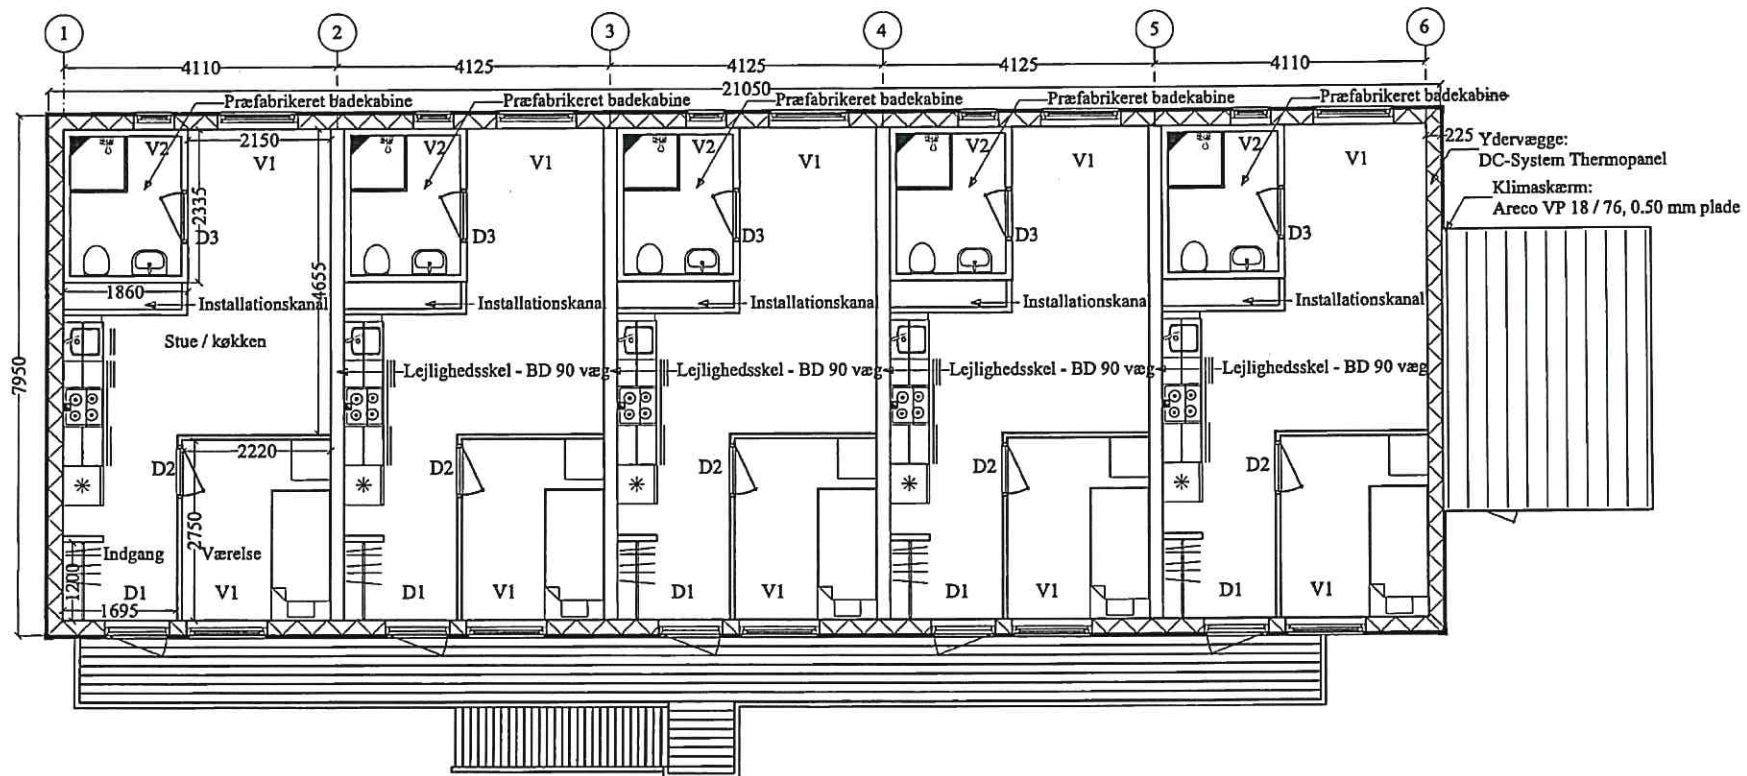 1 2 3 4 5 6
4110 4125 4125 4125 4110
21050
Præfabrikeret badekabine Præfabrikeret badekabine Præfabrikeret badekabine Præfabrikeret badekabine Præfabrikeret badekabine
2150
225 Ydervægge:
DC-System Thermopanel
V2 V1 V2 V1 V2 V1 V2 V1 V2 V1
Klimaskærm:
Areco VP 18 / 76, 0.50 mm plade
2335
D3 D3 D3 D3 D3
4655
1860
Installationskanal Installationskanal Installationskanal Installationskanal Installationskanal
Stue / køkken
7950
Lejlighedsskel - BD 90 væg Lejlighedsskel - BD 90 væg Lejlighedsskel - BD 90 væg Lejlighedsskel - BD 90 væg
2220
D2 D2 D2 D2 D2
2750
Indgang Værelse
1200
D1 V1 D1 V1 D1 V1 D1 V1 D1 V1
1695